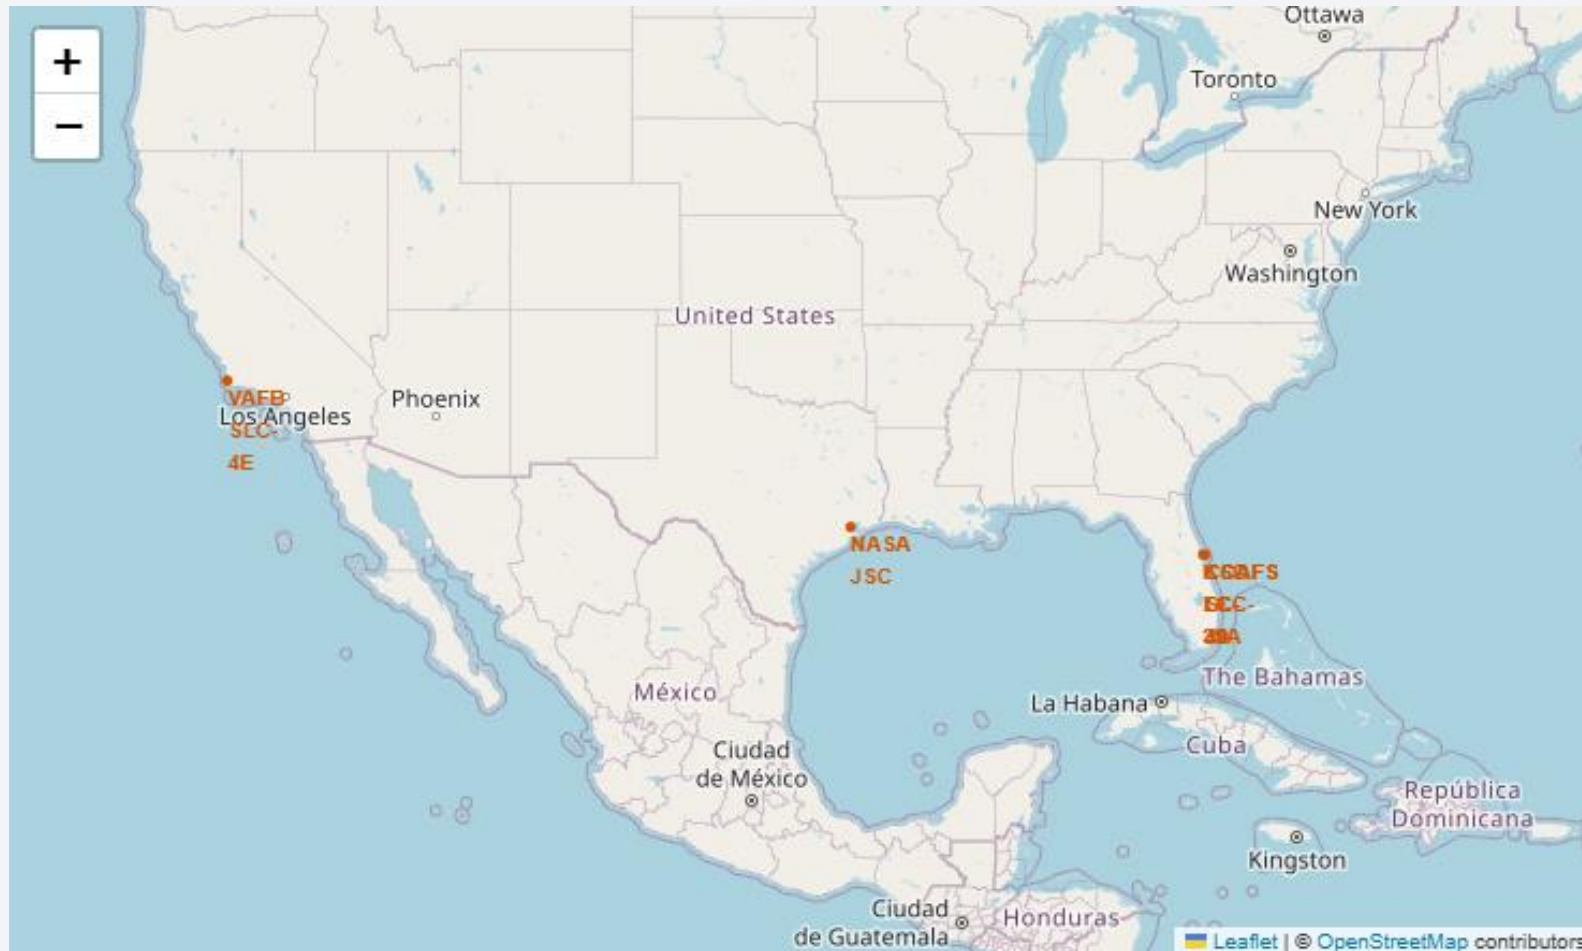 +
−
Ottawa
Toronto
New York
Washington
United States
VAFB
SLC-
4E
Los Angeles
Phoenix
NASA
JSC
The Bahamas
La Habana
Cuba
México
Ciudad
de México
República
Dominicana
Kingston
Ciudad
de Guatemala
Honduras
Leaflet | © OpenStreetMap contributors